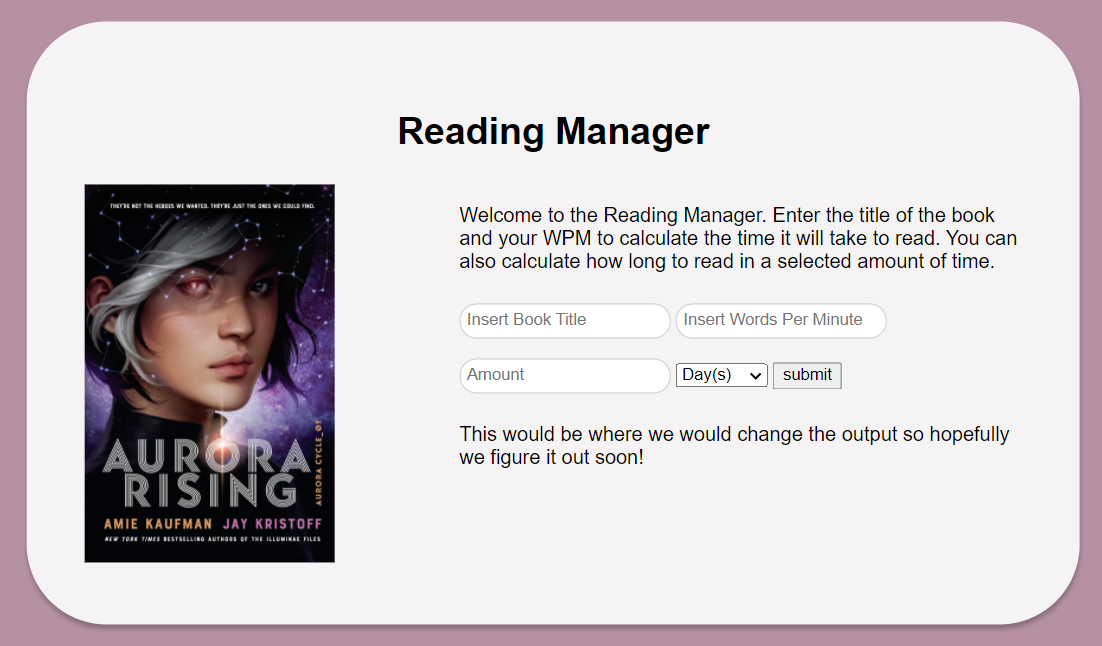 Reading Manager
THEY'RE NOT THE HEROES WE WANTED. THEY'RE JUST THE ONES WE COULD FIND.
AURORA
RISING
AURORA CYCLE_01
AMIE KAUFMAN JAY KRISTOFF
NEW YORK TIMES BESTSELLING AUTHORS OF THE ILLUMINAE FILES
Welcome to the Reading Manager. Enter the title of the book
and your WPM to calculate the time it will take to read. You can
also calculate how long to read in a selected amount of time.
Insert Book Title Insert Words Per Minute
Amount Day(s) submit
This would be where we would change the output so hopefully
we figure it out soon!